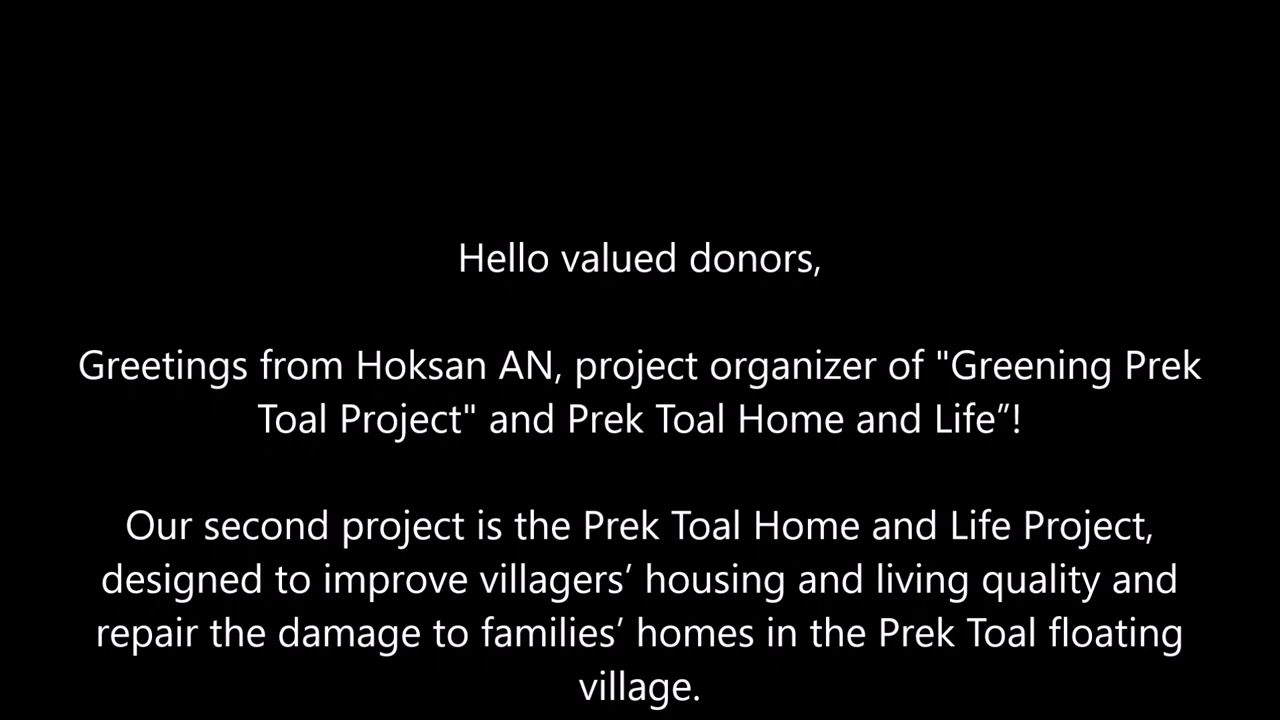 Hello valued donors,
Greetings from Hoksan AN, project organizer of "Greening Prek
Toal Project" and Prek Toal Home and Life”!
Our second project is the Prek Toal Home and Life Project,
designed to improve villagers’ housing and living quality and
repair the damage to families’ homes in the Prek Toal floating
village.